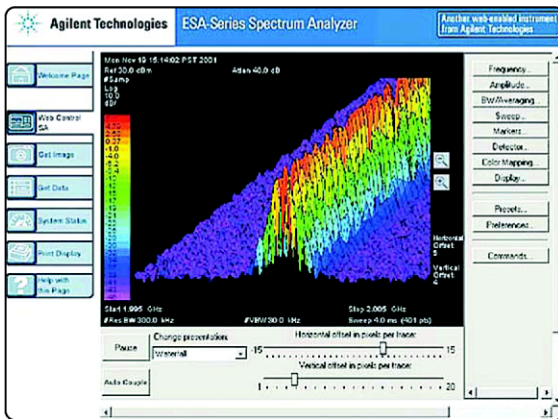 Agilent Technologies
ESA-Series Spectrum Analyzer
Another web-enabled instrument
from Agilent Technologies
Welcome Page
Web Control
SA
Get Image
Get Data
System Status
Print Display
Help with
this Page
Mon Nov 19 15:14:02 PST 2001
Ref 30.0 dBm
Atten 40.0 dB
#Samp
Log
10.0
dB/
Horizontal
Offset:
5
Vertical
Offset:
4
Start 1.995 GHz
Stop 2.005 GHz
#Res BW 300.0 kHz
#VBW 30.0 kHz
Sweep 4.0 ms (401 pts)
Frequency...
Amplitude...
BW/Averaging...
Sweep...
Markers...
Detector...
Color Mapping...
Display...
Presets...
Preferences...
Commands...
Pause
Change presentation:
Waterfall
Auto Couple
Horizontal offset in pixels per trace:
-15
15
Vertical offset in pixels per trace:
1
20